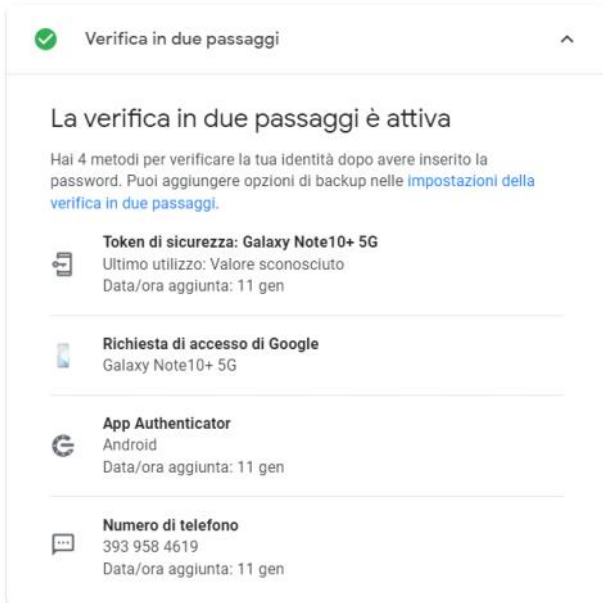 Verifica in due passaggi
La verifica in due passaggi è attiva
Hai 4 metodi per verificare la tua identità dopo avere inserito la
password. Puoi aggiungere opzioni di backup nelle impostazioni della
verifica in due passaggi.
Token di sicurezza: Galaxy Note10+ 5G
Ultimo utilizzo: Valore sconosciuto
Data/ora aggiunta: 11 gen
Richiesta di accesso di Google
Galaxy Note10+ 5G
App Authenticator
Android
Data/ora aggiunta: 11 gen
Numero di telefono
393 958 4619
Data/ora aggiunta: 11 gen